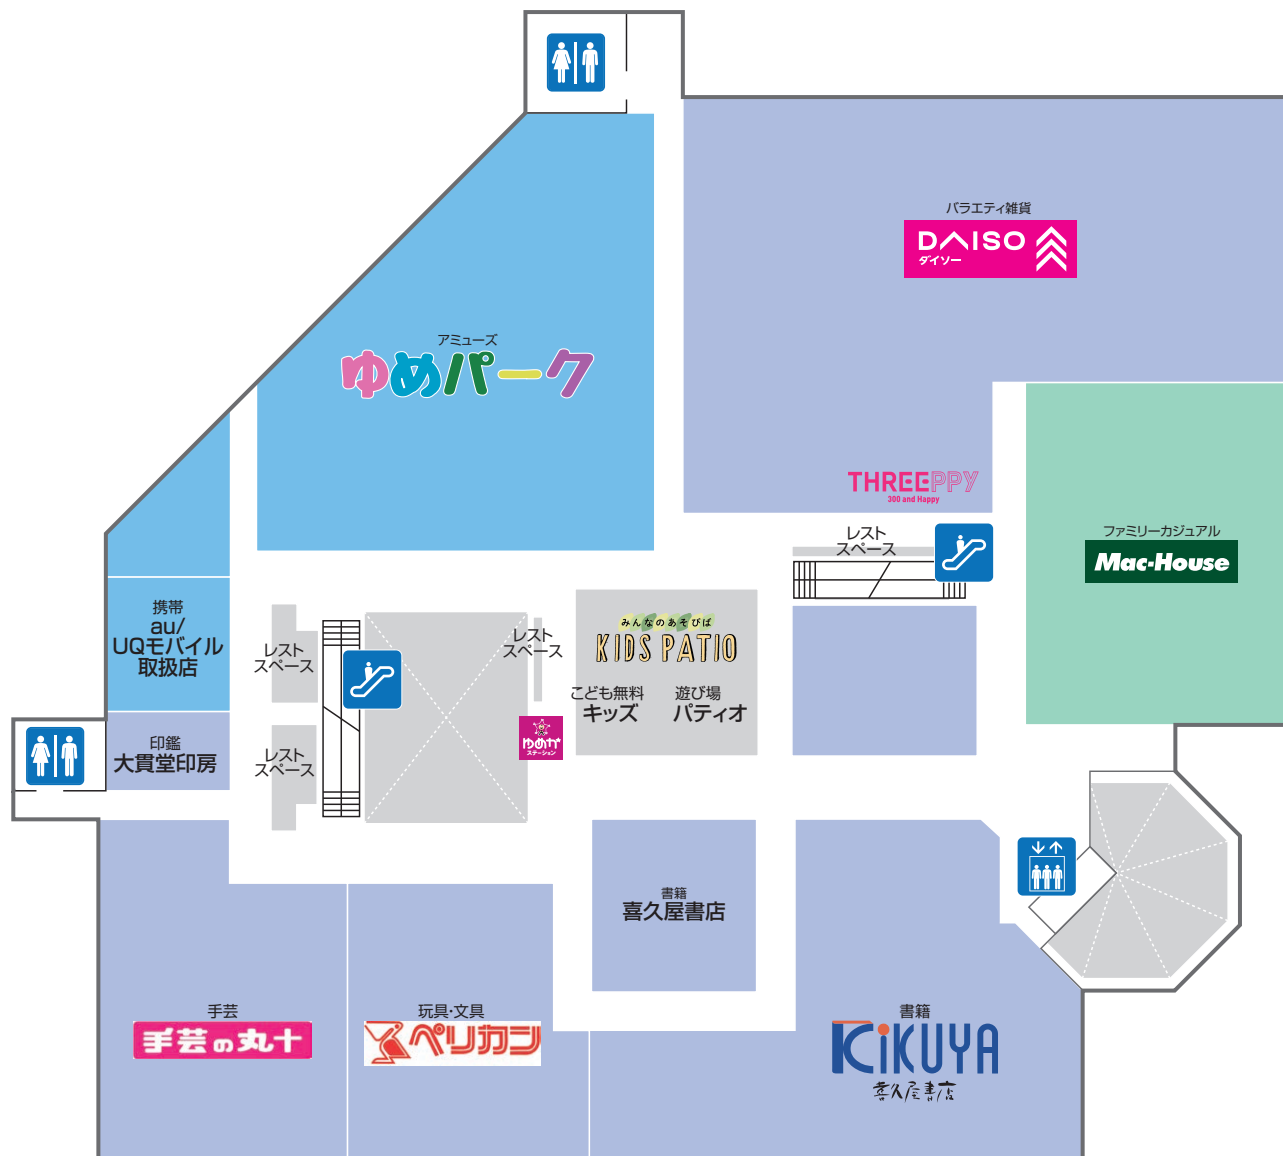 バラエティ雑貨
DAISO
ダイソー
アミューズ
ゆめパーク
THREEPPY
300 and Happy
レスト
スペース
ファミリーカジュアル
Mac-House
携帯
au/
UQモバイル
取扱店
レスト
スペース
レスト
スペース
みんなのあそびば
KIDS PATIO
こども無料
キッズ
遊び場
パティオ
ゆめか
ステーション
印鑑
大貫堂印房
レスト
スペース
書籍
喜久屋書店
手芸
手芸の丸十
玩具・文具
ペリカン
書籍
KiKUYA
喜久屋書店